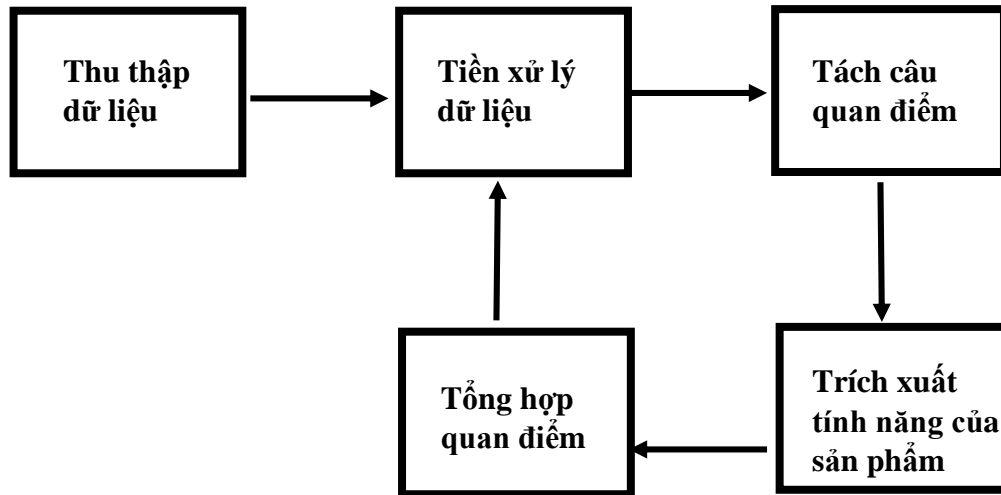 Thu thập
dữ liệu
Tiền xử lý
dữ liệu
Tách câu
quan điểm
Trích xuất
tính năng của
sản phẩm
Tổng hợp
quan điểm